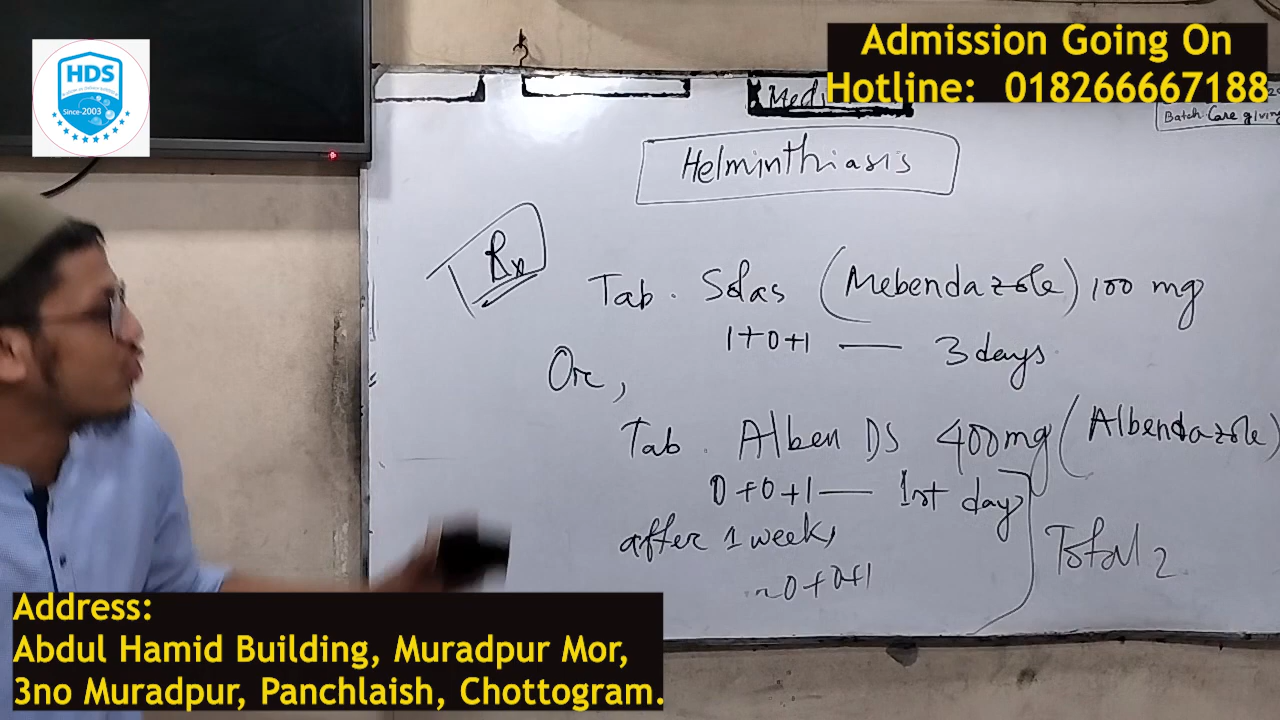 HDS
Since-2003
Admission Going On
Hotline: 018266667188
Batch Care giving
Helminthiasis
Rx
Tab. Solas (Mebendazole) 100 mg
1+0+1 — 3 days
Or,
Tab. Alben DS 400mg (Albendazole)
0+0+1 — 1st day
after 1 week,
~0+0+1
Total 2
Address:
Abdul Hamid Building, Muradpur Mor,
3no Muradpur, Panchlaish, Chottogram.